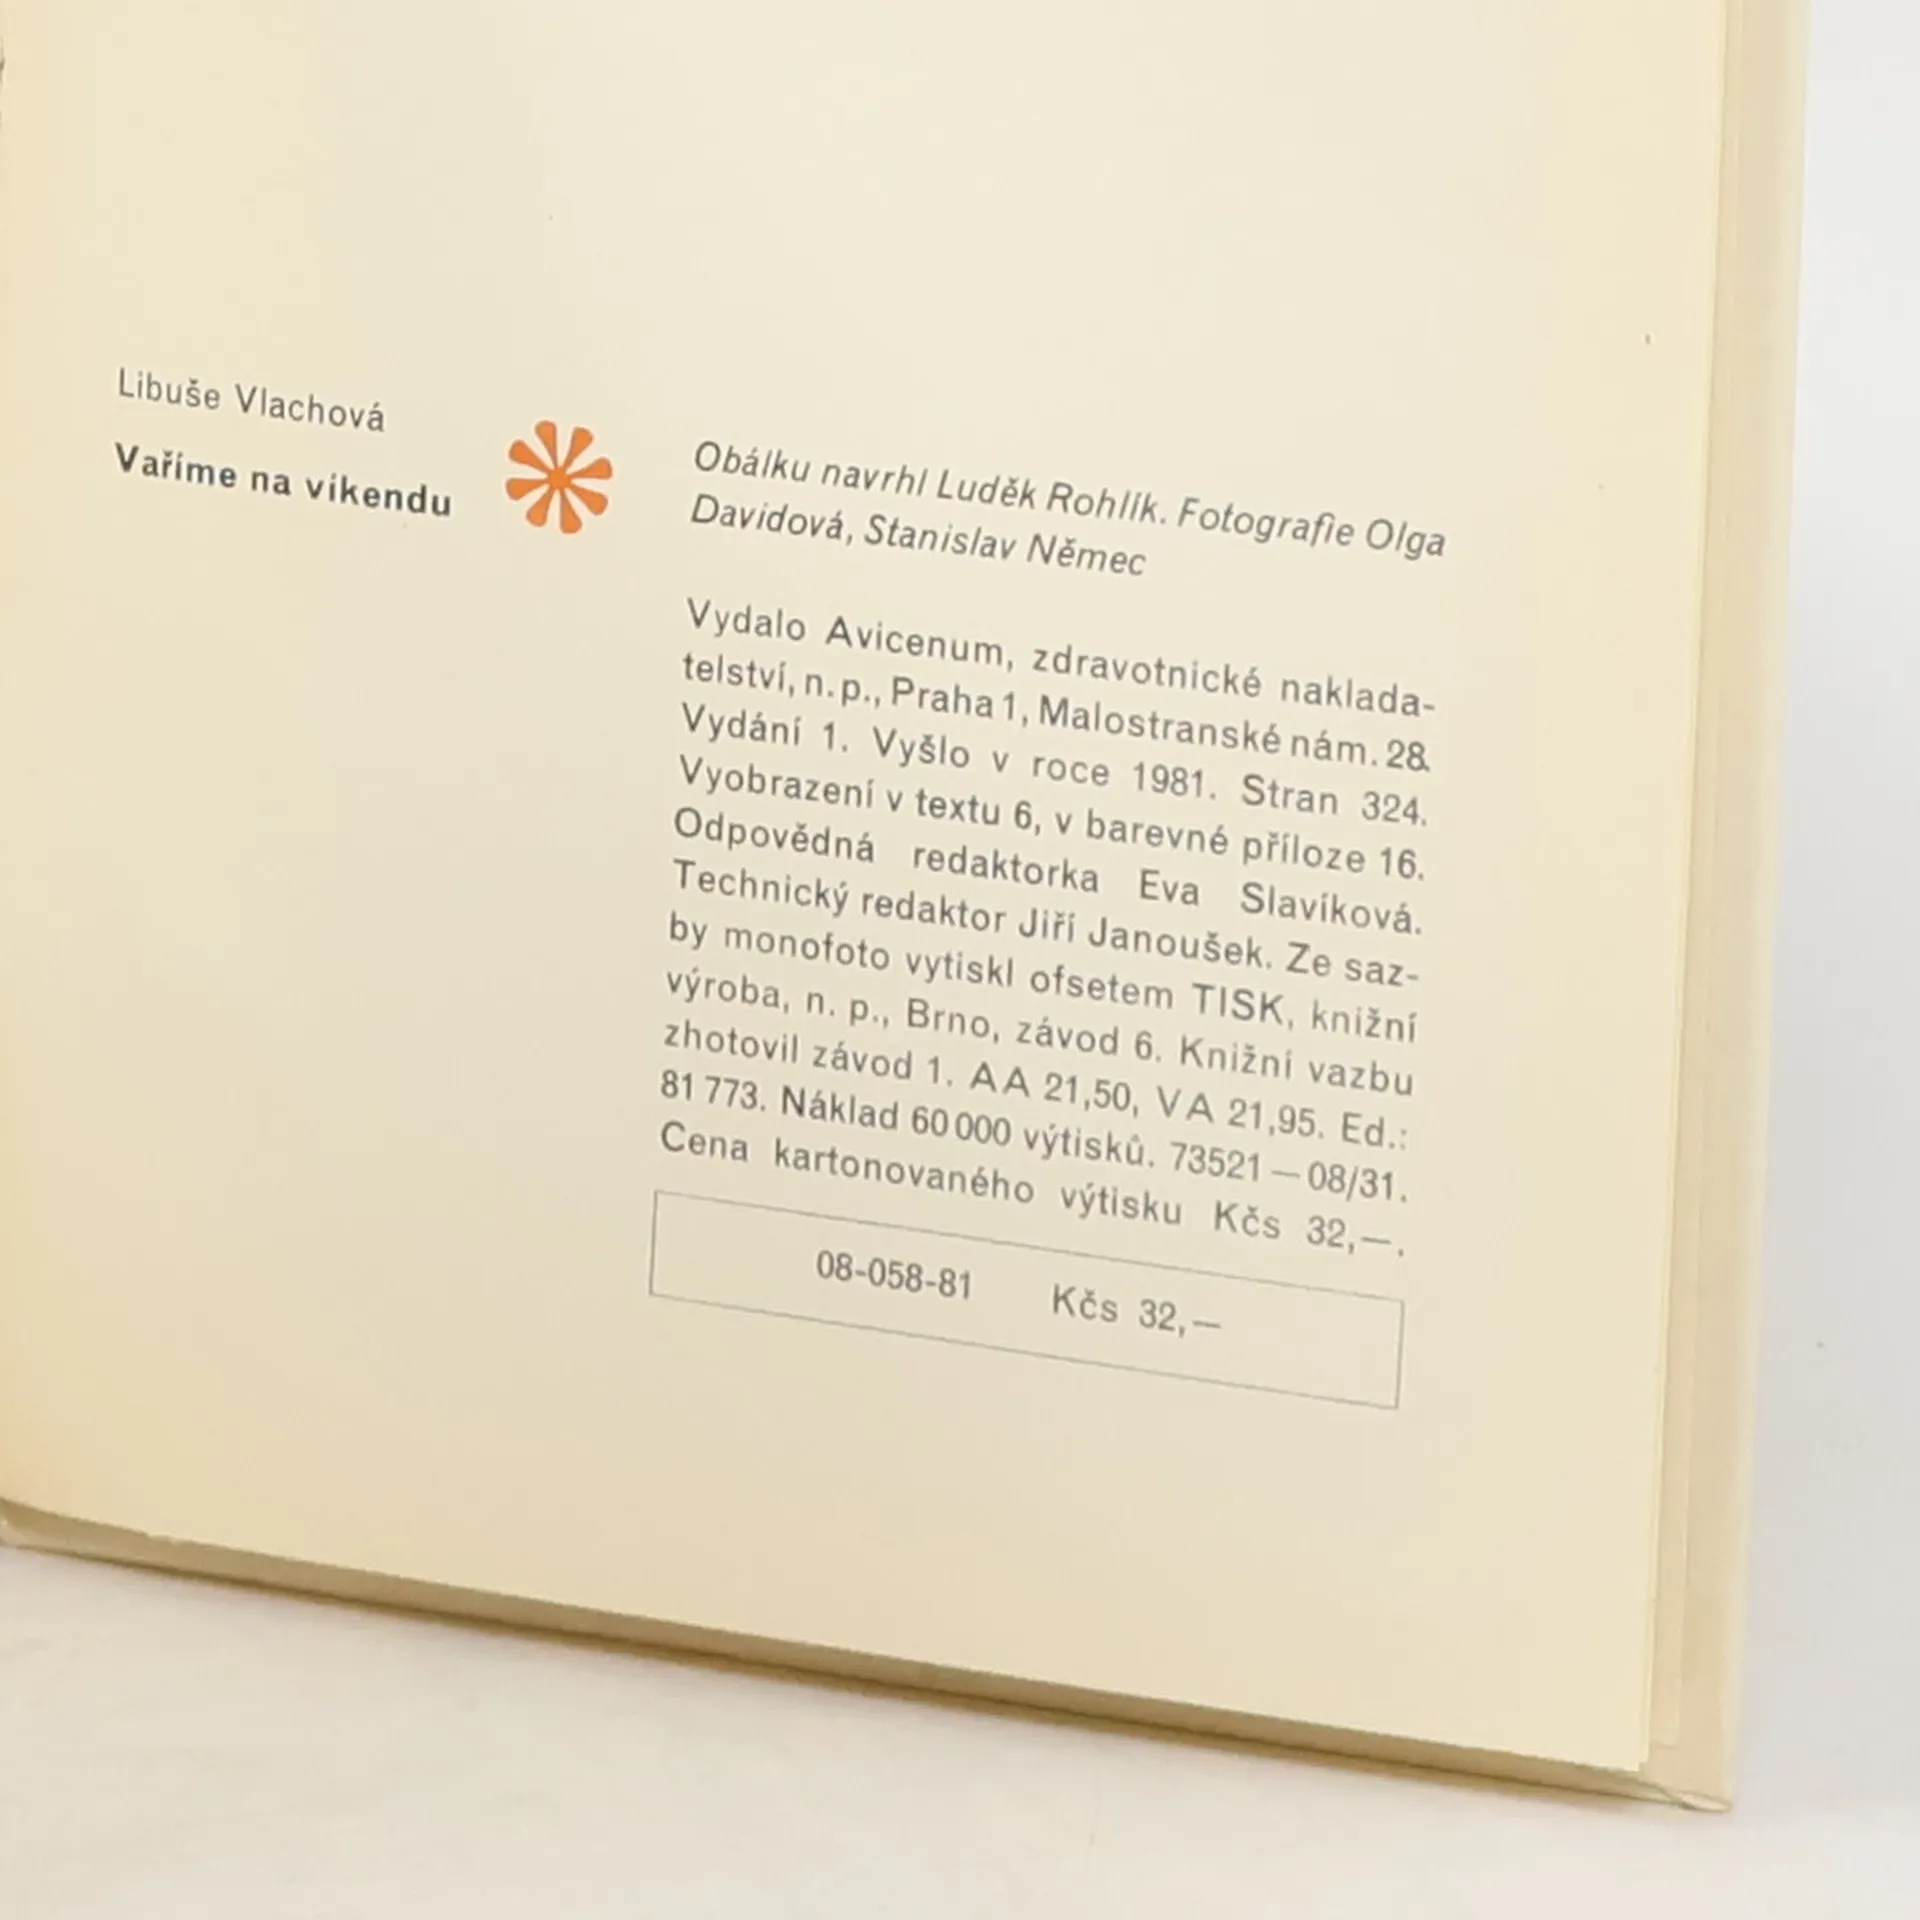 Libuše Vlachová
Vaříme na víkendu
Obálku navrhl Luděk Rohlík. Fotografie Olga
Davidová, Stanislav Němec
Vydalo Avicenum, zdravotnické naklada-
telství, n. p., Praha 1, Malostranské nám. 28.
Vydání 1. Vyšlo v roce 1981. Stran 324.
Vyobrazení v textu 6, v barevné příloze 16.
Odpovědná redaktorka Eva Slavíková.
Technický redaktor Jiří Janoušek. Ze saz-
by monofoto vytiskl ofsetem TISK, knižní
výroba, n. p., Brno, závod 6. Knižní vazbu
zhotovil závod 1. AA 21,50, VA 21,95. Ed.:
81 773. Náklad 60 000 výtisků. 73521 — 08/31.
Cena kartonovaného výtisku Kčs 32,—.
08-058-81 Kčs 32,—